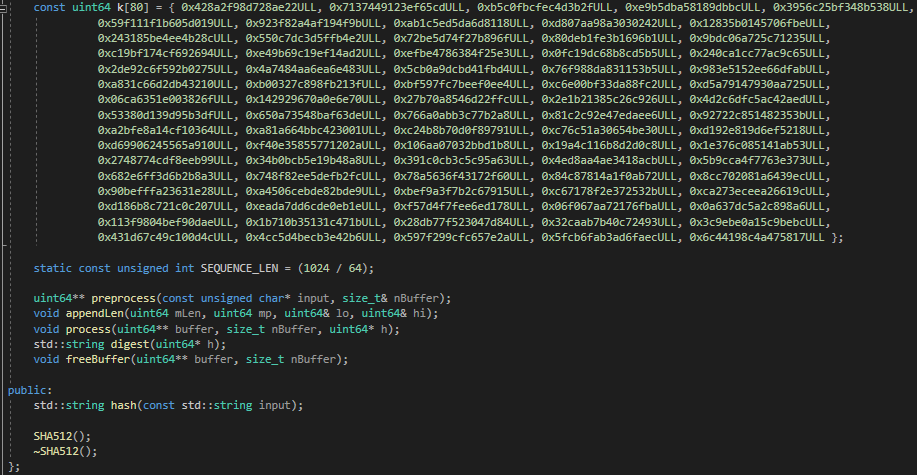 const uint64 k[80] = { 0x428a2f98d728ae22ULL, 0x7137449123ef65cdULL, 0xb5c0fbcfec4d3b2fULL, 0xe9b5dba58189dbbcULL, 0x3956c25bf348b538ULL,
0x59f111f1b605d019ULL, 0x923f82a4af194f9bULL, 0xab1c5ed5da6d8118ULL, 0xd807aa98a3030242ULL, 0x12835b0145706fbeULL,
0x243185be4ee4b28cULL, 0x550c7dc3d5ffb4e2ULL, 0x72be5d74f27b896fULL, 0x80deb1fe3b1696b1ULL, 0x9bdc06a725c71235ULL,
0xc19bf174cf692694ULL, 0xe49b69c19ef14ad2ULL, 0xefbe4786384f25e3ULL, 0x0fc19dc68b8cd5b5ULL, 0x240ca1cc77ac9c65ULL,
0x2de92c6f592b0275ULL, 0x4a7484aa6ea6e483ULL, 0x5cb0a9dcbd41fbd4ULL, 0x76f988da831153b5ULL, 0x983e5152ee66dfabULL,
0xa831c66d2db43210ULL, 0xb00327c898fb213fULL, 0xbf597fc7beef0ee4ULL, 0xc6e00bf33da88fc2ULL, 0xd5a79147930aa725ULL,
0x06ca6351e003826fULL, 0x142929670a0e6e70ULL, 0x27b70a8546d22ffcULL, 0x2e1b21385c26c926ULL, 0x4d2c6dfc5ac42aedULL,
0x53380d139d95b3dfULL, 0x650a73548baf63deULL, 0x766a0abb3c77b2a8ULL, 0x81c2c92e47edaee6ULL, 0x92722c851482353bULL,
0xa2bfe8a14cf10364ULL, 0xa81a664bbc423001ULL, 0xc24b8b70d0f89791ULL, 0xc76c51a30654be30ULL, 0xd192e819d6ef5218ULL,
0xd69906245565a910ULL, 0xf40e35855771202aULL, 0x106aa07032bbd1b8ULL, 0x19a4c116b8d2d0c8ULL, 0x1e376c085141ab53ULL,
0x2748774cdf8eeb99ULL, 0x34b0bcb5e19b48a8ULL, 0x391c0cb3c5c95a63ULL, 0x4ed8aa4ae3418acbULL, 0x5b9cca4f7763e373ULL,
0x682e6ff3d6b2b8a3ULL, 0x748f82ee5defb2fcULL, 0x78a5636f43172f60ULL, 0x84c87814a1f0ab72ULL, 0x8cc702081a6439ecULL,
0x90befffa23631e28ULL, 0xa4506cebde82bde9ULL, 0xbef9a3f7b2c67915ULL, 0xc67178f2e372532bULL, 0xca273eceea26619cULL,
0xd186b8c721c0c207ULL, 0xeada7dd6cde0eb1eULL, 0xf57d4f7fee6ed178ULL, 0x06f067aa72176fbaULL, 0x0a637dc5a2c898a6ULL,
0x113f9804bef90daeULL, 0x1b710b35131c471bULL, 0x28db77f523047d84ULL, 0x32caab7b40c72493ULL, 0x3c9ebe0a15c9bebcULL,
0x431d67c49c100d4cULL, 0x4cc5d4becb3e42b6ULL, 0x597f299cfc657e2aULL, 0x5fcb6fab3ad6faecULL, 0x6c44198c4a475817ULL };
static const unsigned int SEQUENCE_LEN = (1024 / 64);
uint64** preprocess(const unsigned char* input, size_t& nBuffer);
void appendLen(uint64 mLen, uint64 mp, uint64& lo, uint64& hi);
void process(uint64** buffer, size_t nBuffer, uint64* h);
std::string digest(uint64* h);
void freeBuffer(uint64** buffer, size_t nBuffer);
public:
std::string hash(const std::string input);
SHA512();
~SHA512();
};